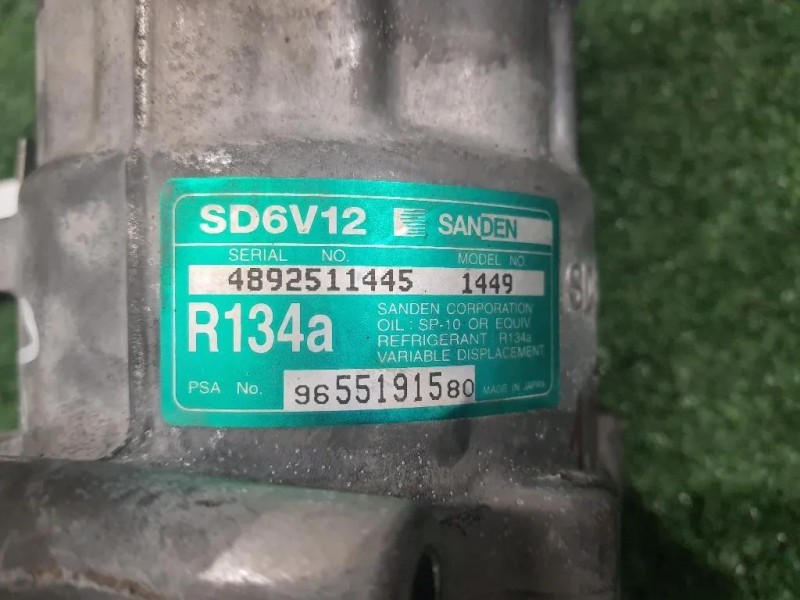 SD6V12 SANDEN
SERIAL NO. MODEL NO.
4892511445 1449
R134a
SANDEN CORPORATION
OIL : SP-10 OR EQUIV
REFRIGERANT : R134a
VARIABLE DISPLACEMENT
PSA No. 9655191580 MADE IN JAPAN